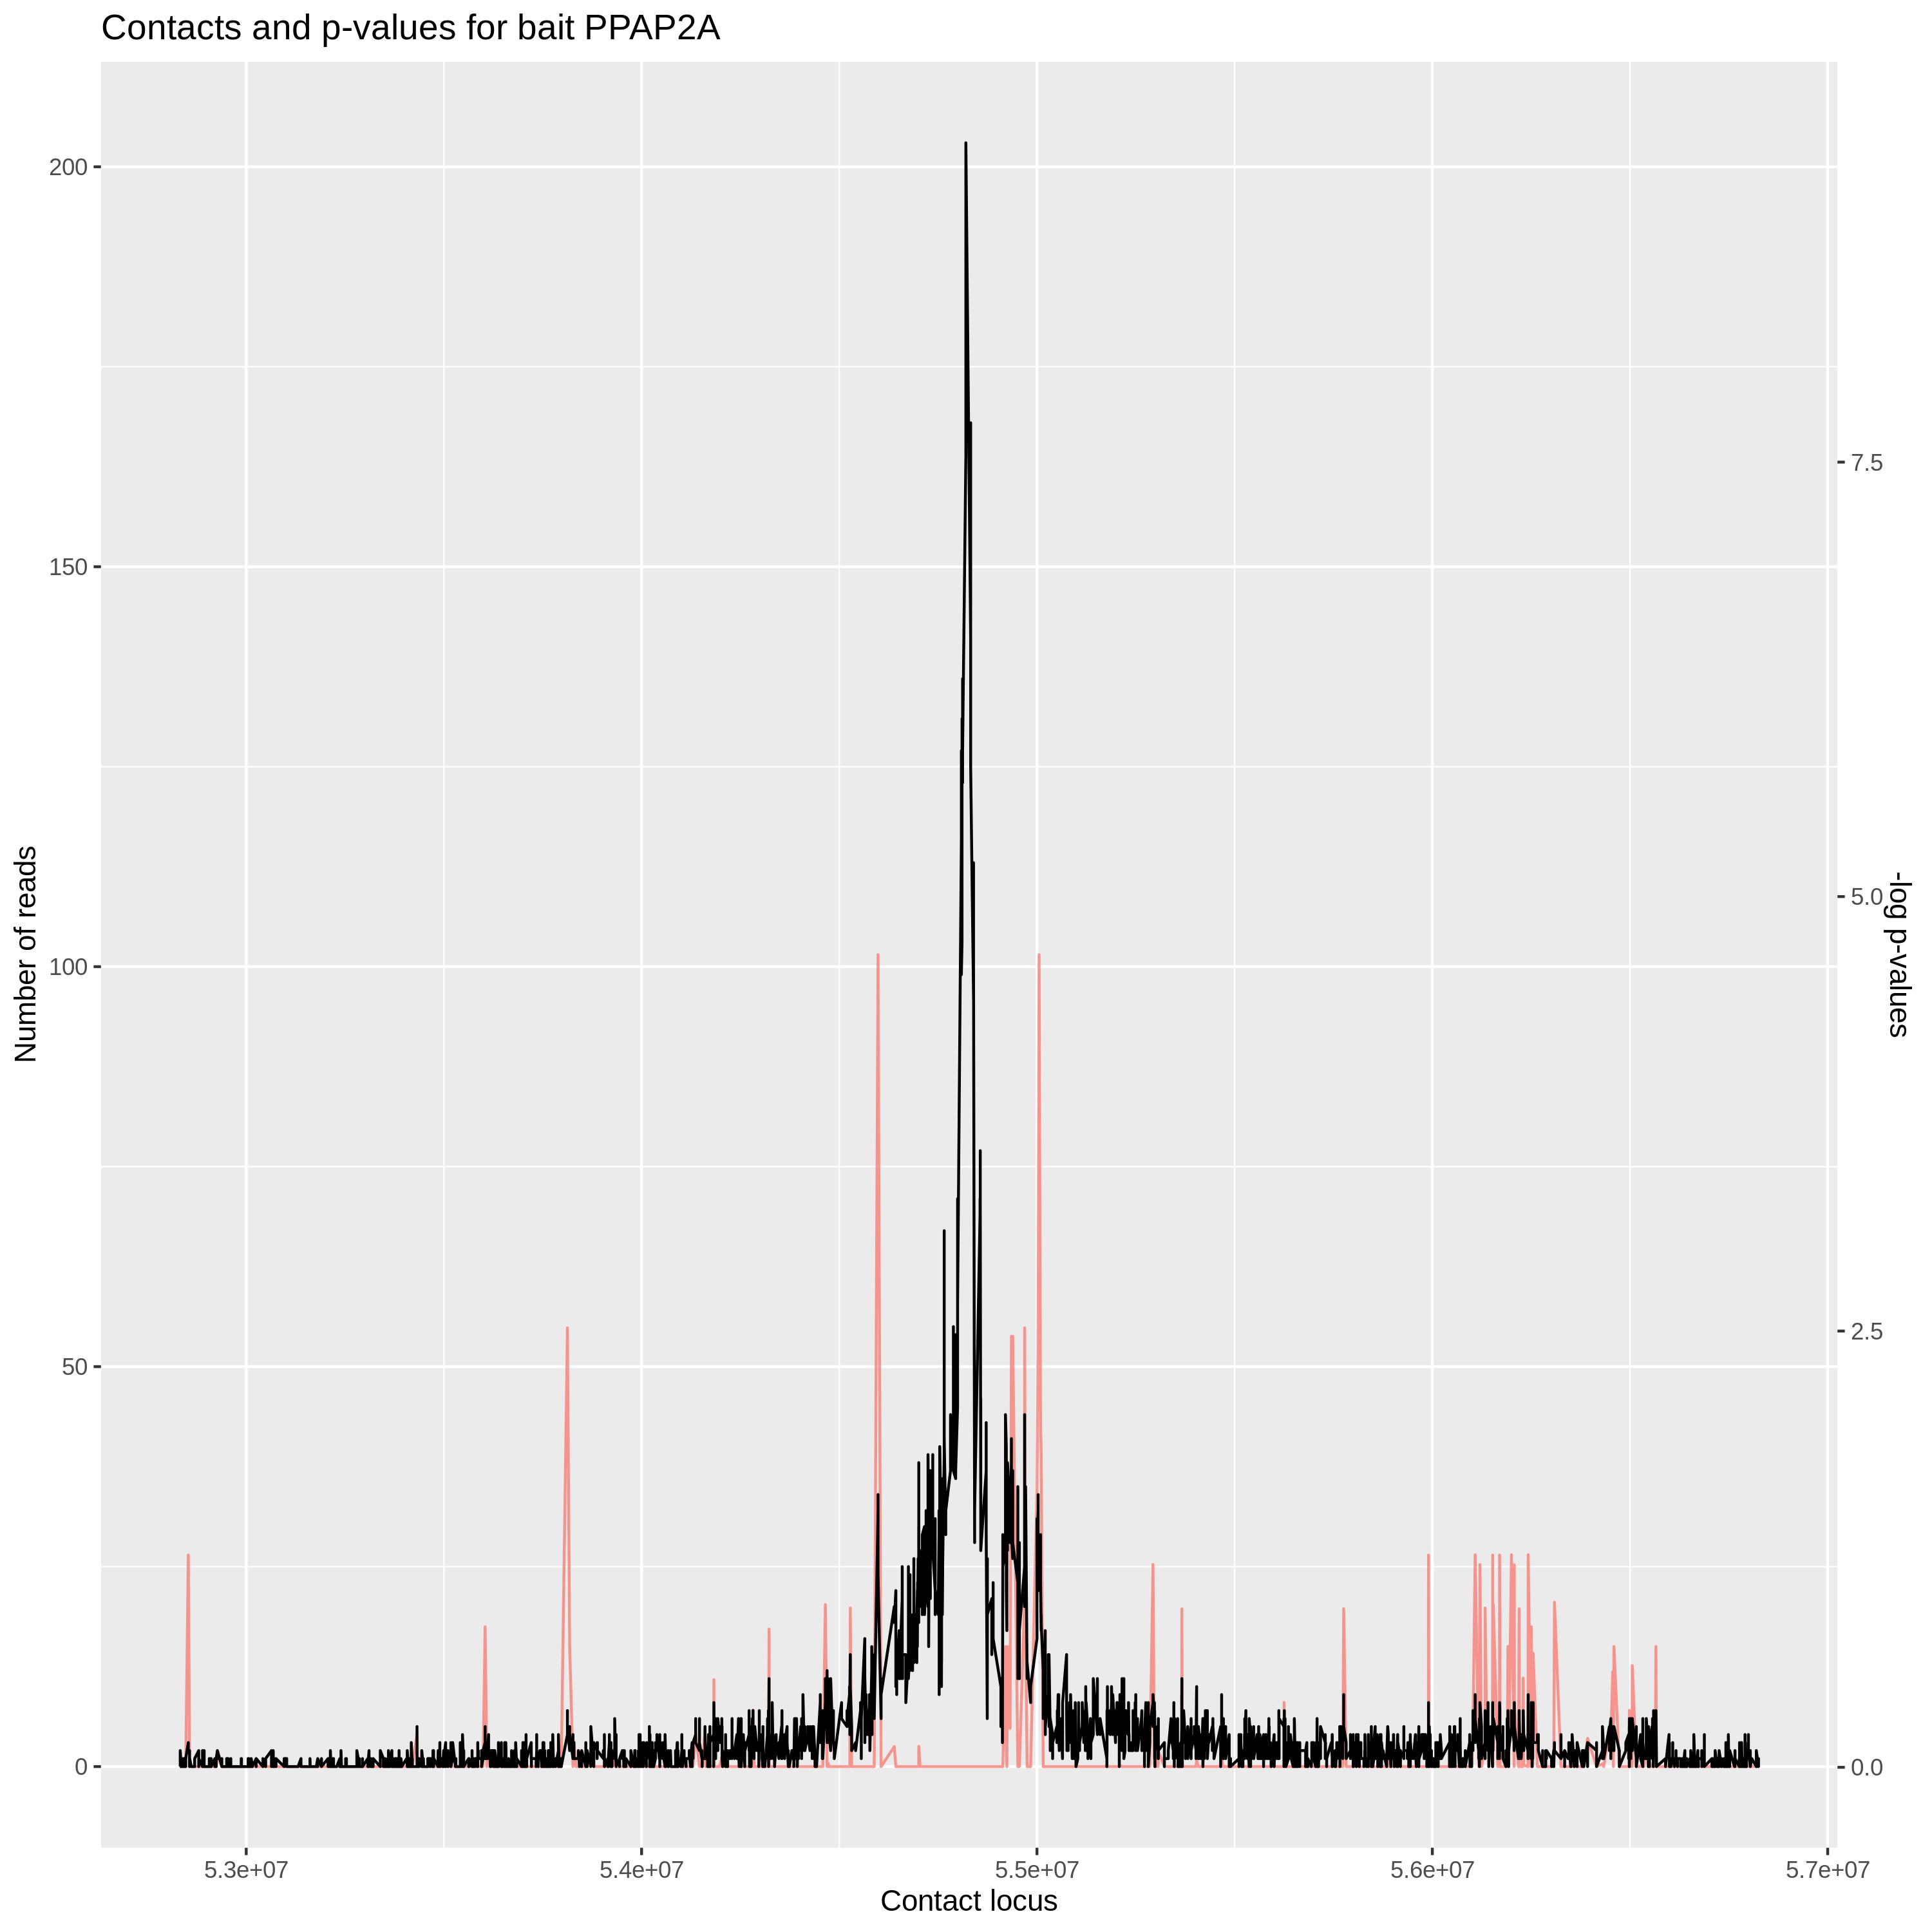 Contacts and p-values for bait PPAP2A
200
150
100
50
0
Number of reads
7.5
5.0
2.5
0.0
-log p-values
5.3e+07 5.4e+07 5.5e+07 5.6e+07 5.7e+07
Contact locus